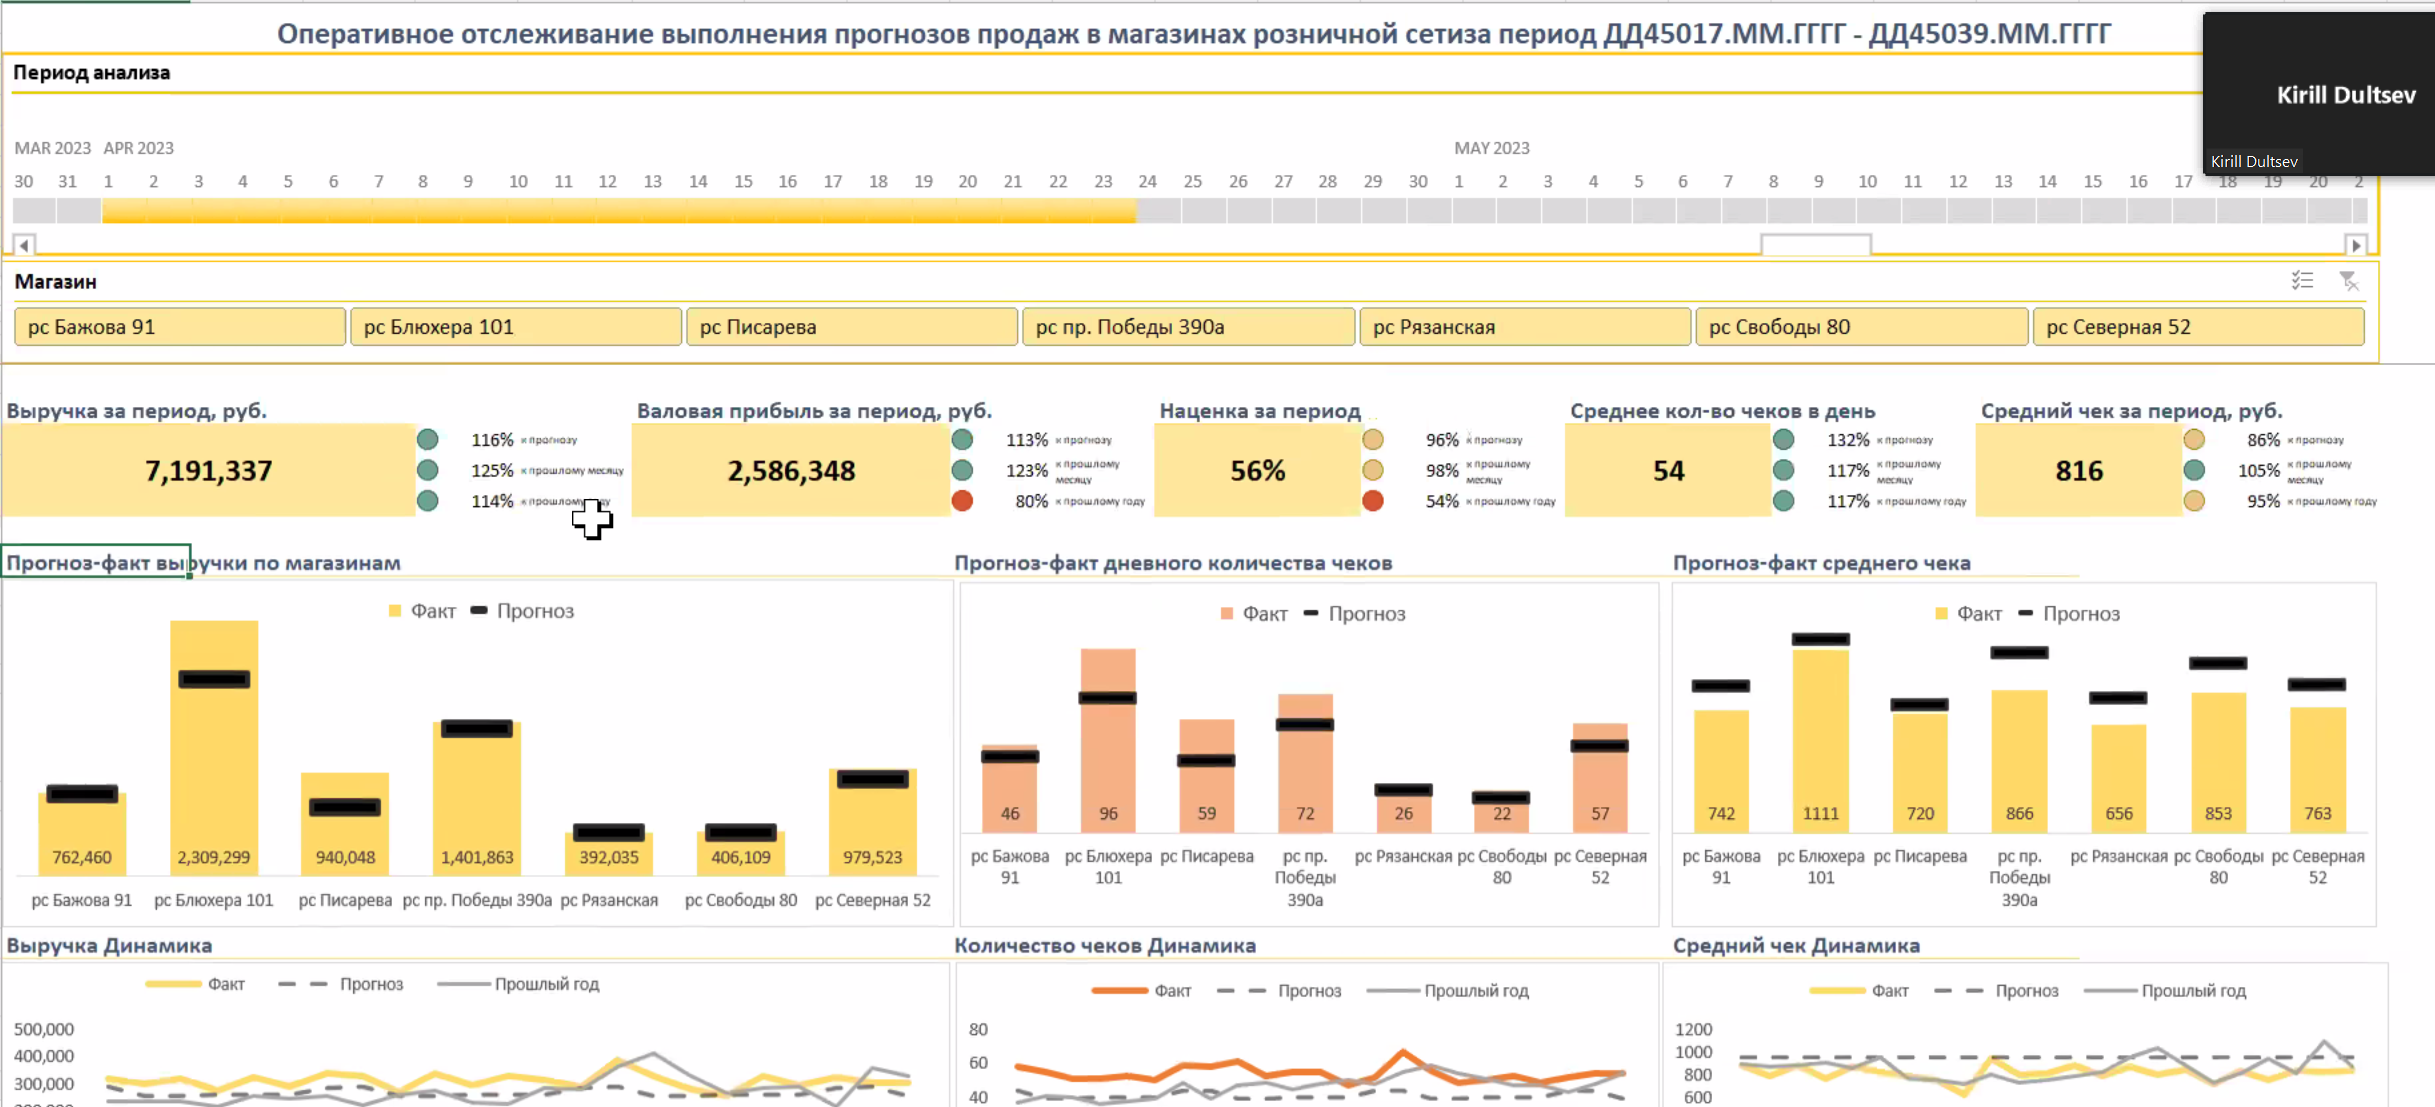 Оперативное отслеживание выполнения прогнозов продаж в магазинах розничной сетиза период ДД45017.ММ.ГГГГ - ДД45039.ММ.ГГГГ
Kirill Dultsev
Kirill Dultsev
Период анализа
MAR 2023 APR 2023 MAY 2023
30 31 1 2 3 4 5 6 7 8 9 10 11 12 13 14 15 16 17 18 19 20 21 22 23 24 25 26 27 28 29 30 1 2 3 4 5 6 7 8 9 10 11 12 13 14 15 16 17 18 19 20 2
Магазин
рс Бажова 91 рс Блюхера 101 рс Писарева рс пр. Победы 390а рс Рязанская рс Свободы 80 рс Северная 52
Выручка за период, руб.
7,191,337
116% к прогнозу
125% к прошлому месяцу
114% к прошлому
Валовая прибыль за период, руб.
2,586,348
113% к прогнозу
123% к прошлому
месяцу
80% к прошлому году
Наценка за период
56%
96% к прогнозу
98% к прошлому
месяцу
54% к прошлому году
Среднее кол-во чеков в день
54
132% к прогнозу
117% к прошлому
месяцу
117% к прошлому году
Средний чек за период, руб.
816
86% к прогнозу
105% к прошлому
месяцу
95% к прошлому году
Прогноз-факт выручки по магазинам
Факт Прогноз
762,460 2,309,299 940,048 1,401,863 392,035 406,109 979,523
рс Бажова 91 рс Блюхера 101 рс Писарева рс пр. Победы 390а рс Рязанская рс Свободы 80 рс Северная 52
Прогноз-факт дневного количества чеков
Факт Прогноз
46 96 59 72 26 22 57
рс Бажова рс Блюхера рс Писарева рс пр. рс Рязанская рс Свободы рс Северная
91 101 Победы 80 52
390а
Прогноз-факт среднего чека
Факт Прогноз
742 1111 720 866 656 853 763
рс Бажова рс Блюхера рс Писарева рс пр. рс Рязанская рс Свободы рс Северная
91 101 Победы 80 52
390а
Выручка Динамика
Факт Прогноз Прошлый год
500,000
400,000
300,000
Количество чеков Динамика
Факт Прогноз Прошлый год
80
60
40
Средний чек Динамика
Факт Прогноз Прошлый год
1200
1000
800
600